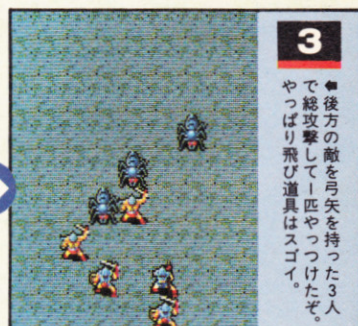 3
⬅後方の敵を弓矢を持った3人
で総攻撃して一匹やっつけたぞ。
やっぱり飛び道具はスゴイ。